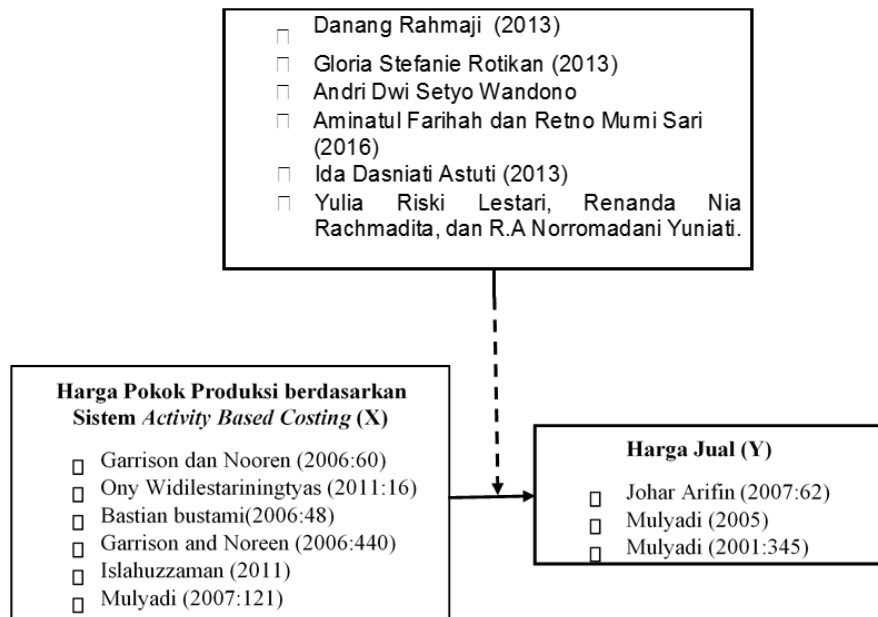 Danang Rahmaji (2013)
Gloria Stefanie Rotikan (2013)
Andri Dwi Setyo Wandono
Aminatul Farihah dan Retno Murni Sari
(2016)
Ida Dasniati Astuti (2013)
Yulia Riski Lestari, Renanda Nia
Rachmadita, dan R.A Norromadani Yuniati.
Harga Pokok Produksi berdasarkan
Sistem Activity Based Costing (X)
Garrison dan Nooren (2006:60)
Ony Widilestariningtyas (2011:16)
Bastian bustami(2006:48)
Garrison and Noreen (2006:440)
Islahuzzaman (2011)
Mulyadi (2007:121)
Harga Jual (Y)
Johar Arifin (2007:62)
Mulyadi (2005)
Mulyadi (2001:345)